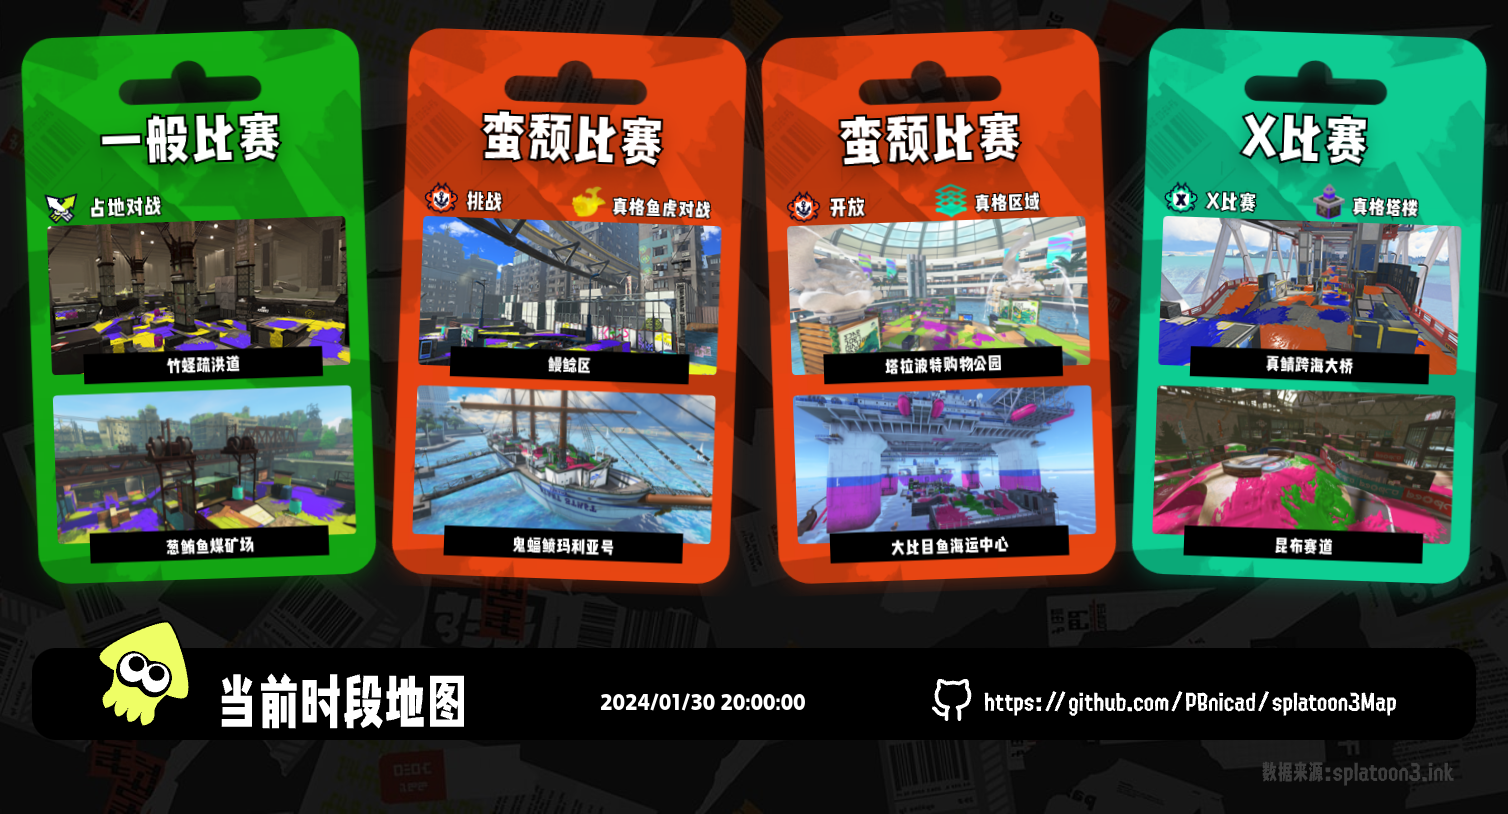 一般比赛
占地对战
竹蛏疏洪道
葱鲔鱼煤矿场
蛮颓比赛
挑战
真格鱼虎对战
鳗鲶区
鬼蝠鲼玛利亚号
蛮颓比赛
开放
真格区域
塔拉波特购物公园
大比目鱼海运中心
X比赛
X比赛
真格塔楼
真鲭跨海大桥
昆布赛道
当前时段地图
2024/01/30 20:00:00
https://github.com/PBnicad/splatoon3Map
数据来源:splatoon3.ink